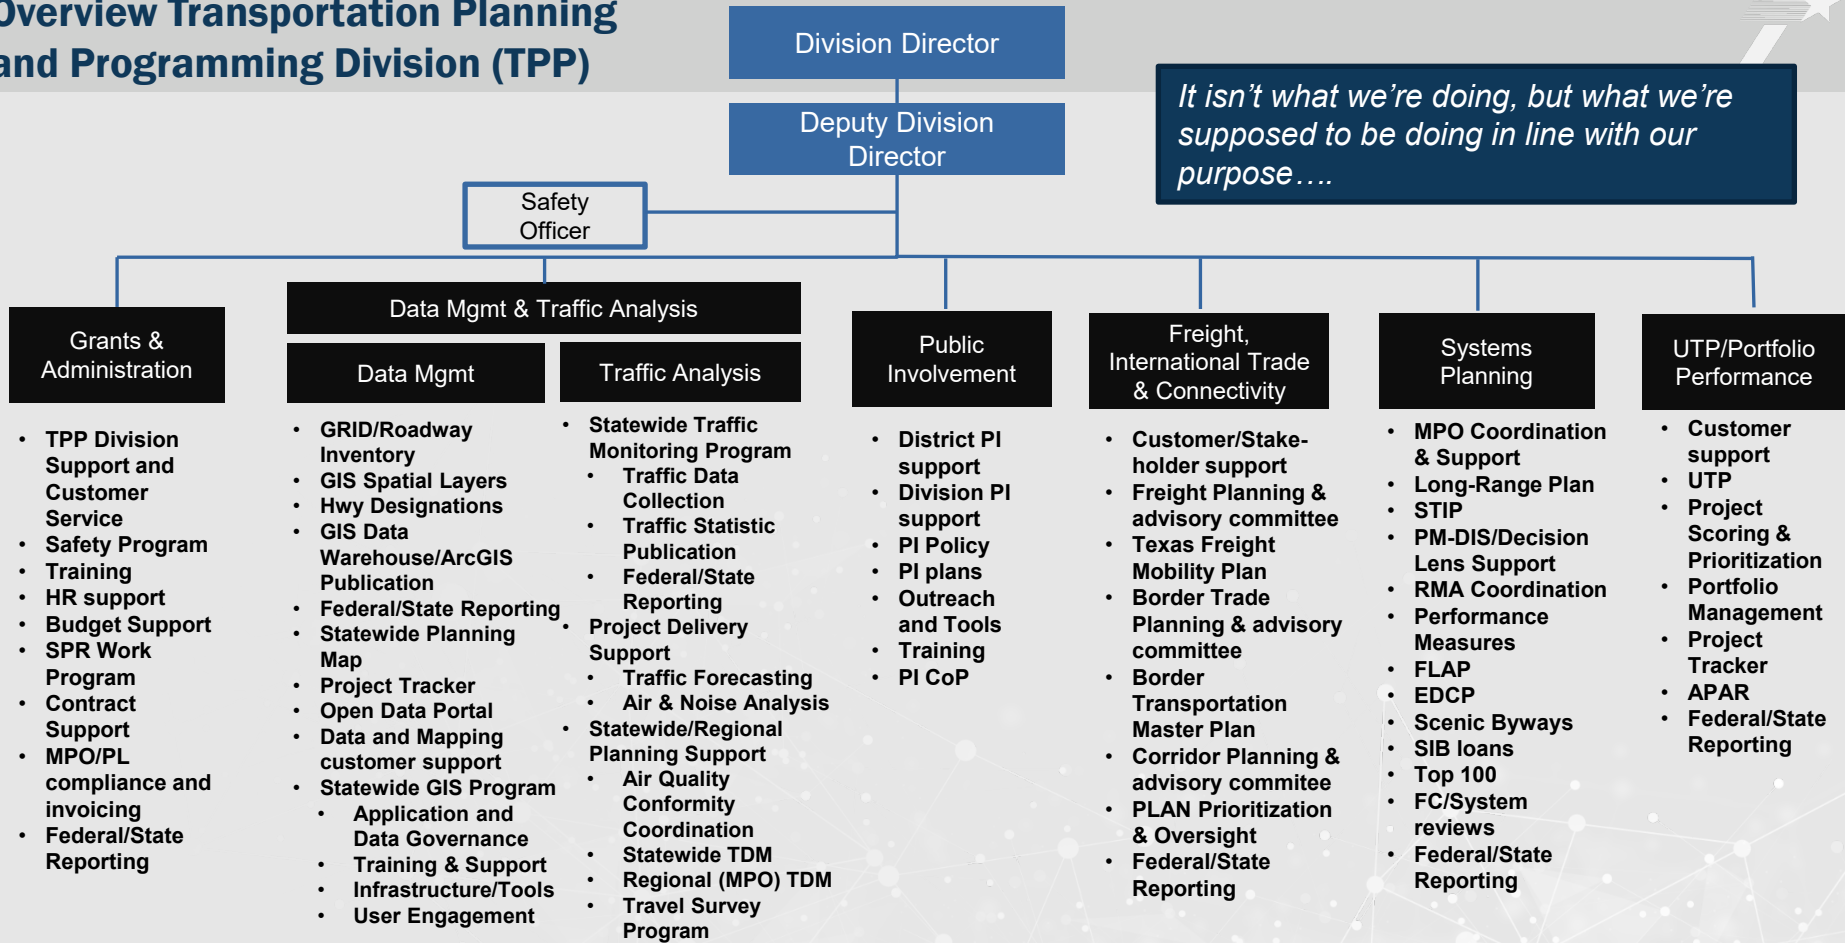 Overview Transportation Planning
and Programming Division (TPP)
Division Director
Deputy Division
Director
Safety
Officer
It isn't what we're doing, but what we're
supposed to be doing in line with our
purpose….
Grants &
Administration
• TPP Division
Support and
Customer
Service
• Safety Program
• Training
• HR support
• Budget Support
• SPR Work
Program
• Contract
Support
• MPO/PL
compliance and
invoicing
• Federal/State
Reporting
Data Mgmt & Traffic Analysis
Data Mgmt
• GRID/Roadway
Inventory
• GIS Spatial Layers
• Hwy Designations
• GIS Data
Warehouse/ArcGIS
Publication
• Federal/State Reporting
• Statewide Planning
Map
• Project Tracker
• Open Data Portal
• Data and Mapping
customer support
• Statewide GIS Program
• Application and
Data Governance
• Training & Support
• Infrastructure/Tools
• User Engagement
Traffic Analysis
• Statewide Traffic
Monitoring Program
• Traffic Data
Collection
• Traffic Statistic
Publication
• Federal/State
Reporting
• Project Delivery
Support
• Traffic Forecasting
• Air & Noise Analysis
• Statewide/Regional
Planning Support
• Air Quality
Conformity
Coordination
• Statewide TDM
• Regional (MPO) TDM
• Travel Survey
Program
Public
Involvement
• District PI
support
• Division PI
support
• PI Policy
• PI plans
• Outreach
and Tools
• Training
• PI CoP
Freight,
International Trade
& Connectivity
• Customer/Stake-
holder support
• Freight Planning &
advisory committee
• Texas Freight
Mobility Plan
• Border Trade
Planning & advisory
committee
• Border
Transportation
Master Plan
• Corridor Planning &
advisory commitee
• PLAN Prioritization
& Oversight
• Federal/State
Reporting
Systems
Planning
• MPO Coordination
& Support
• Long-Range Plan
• STIP
• PM-DIS/Decision
Lens Support
• RMA Coordination
• Performance
Measures
• FLAP
• EDCP
• Scenic Byways
• SIB loans
• Top 100
• FC/System
reviews
• Federal/State
Reporting
UTP/Portfolio
Performance
• Customer
support
• UTP
• Project
Scoring &
Prioritization
• Portfolio
Management
• Project
Tracker
• APAR
• Federal/State
Reporting